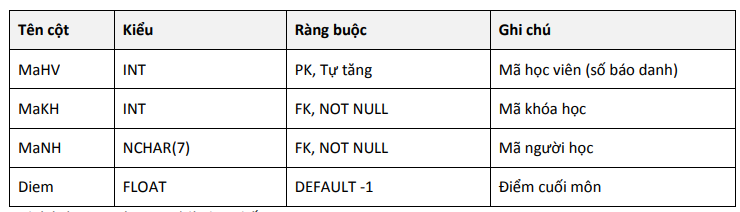 Tên cột Kiểu Ràng buộc Ghi chú
MaHV INT PK, Tự tăng Mã học viên (số báo danh)
MaKH INT FK, NOT NULL Mã khóa học
MaNH NCHAR(7) FK, NOT NULL Mã người học
Diem FLOAT DEFAULT -1 Điểm cuối môn